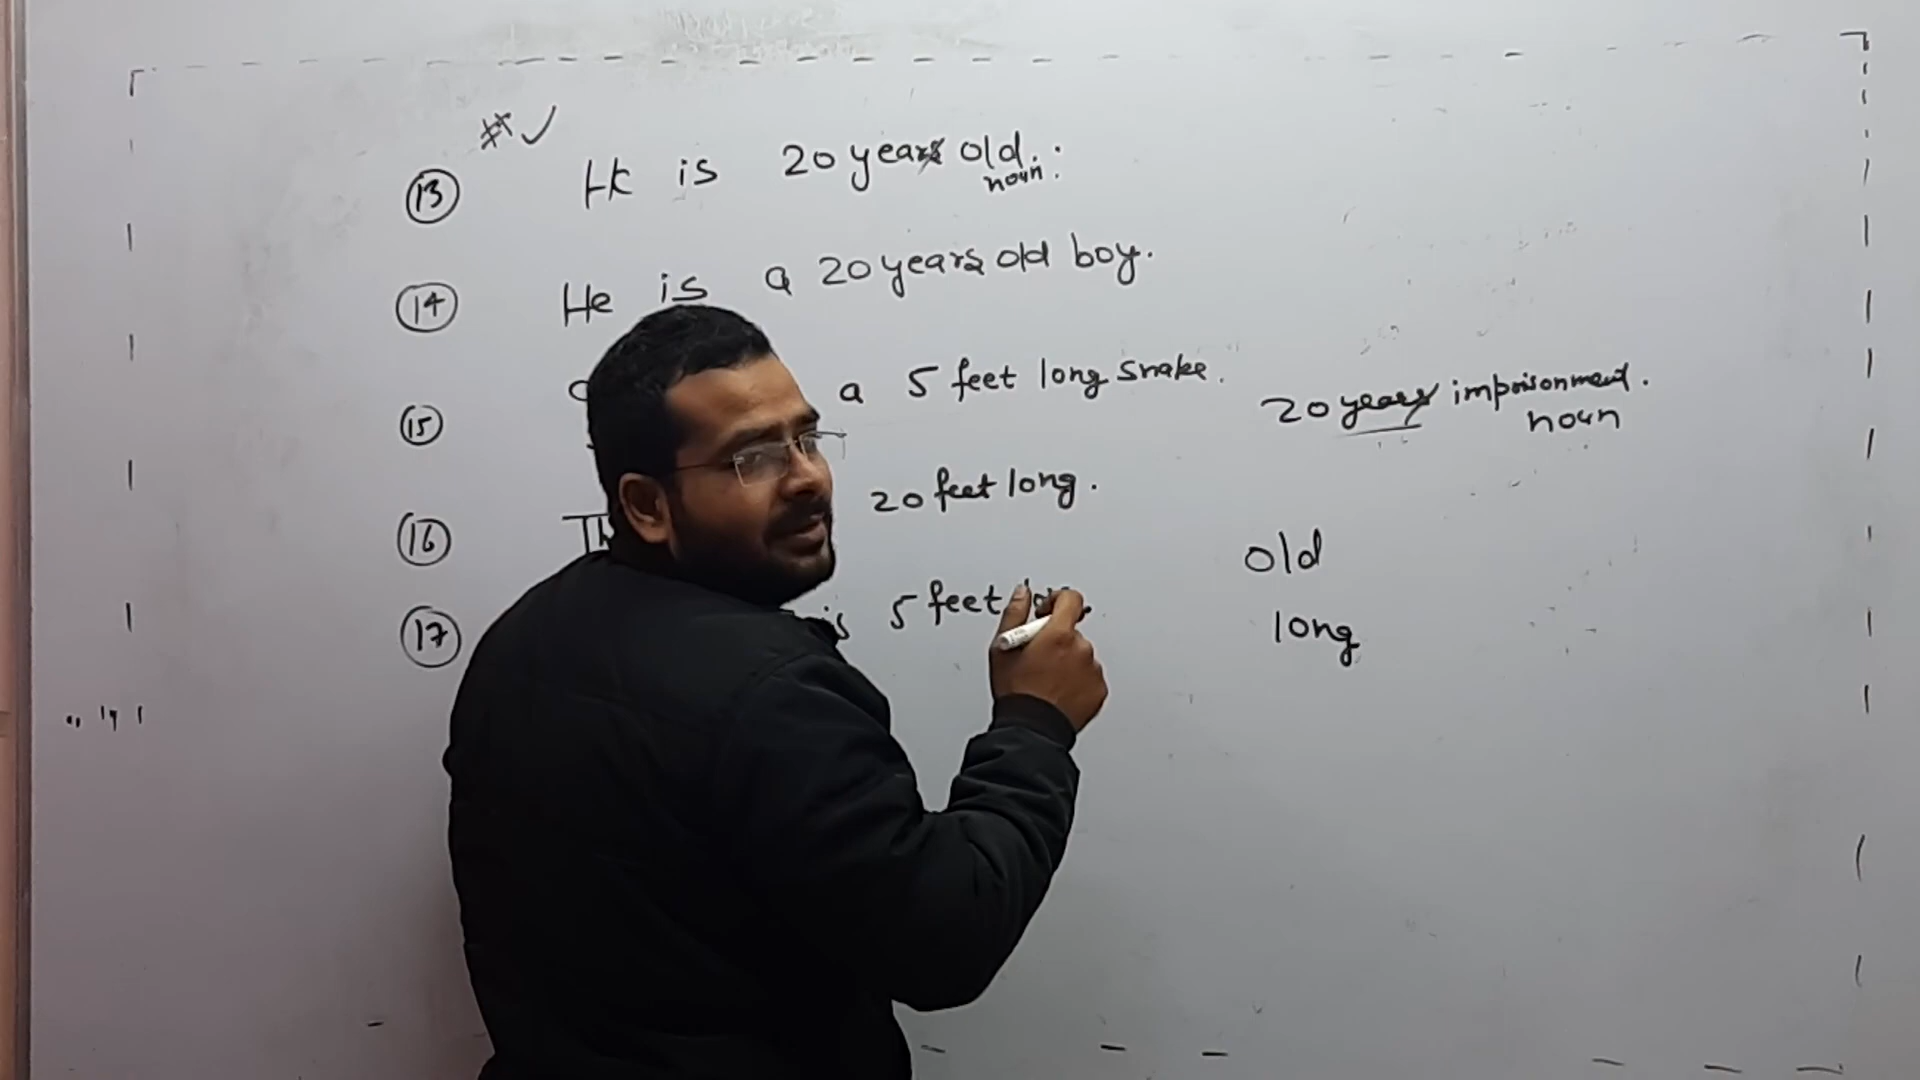 13 He is 20 years old.
noun
14 He is a 20 years old boy.
15 a 5 feet long snake.
20 years imprisonment.
noun
16 20 feet long.
old
17 is 5 feet
long